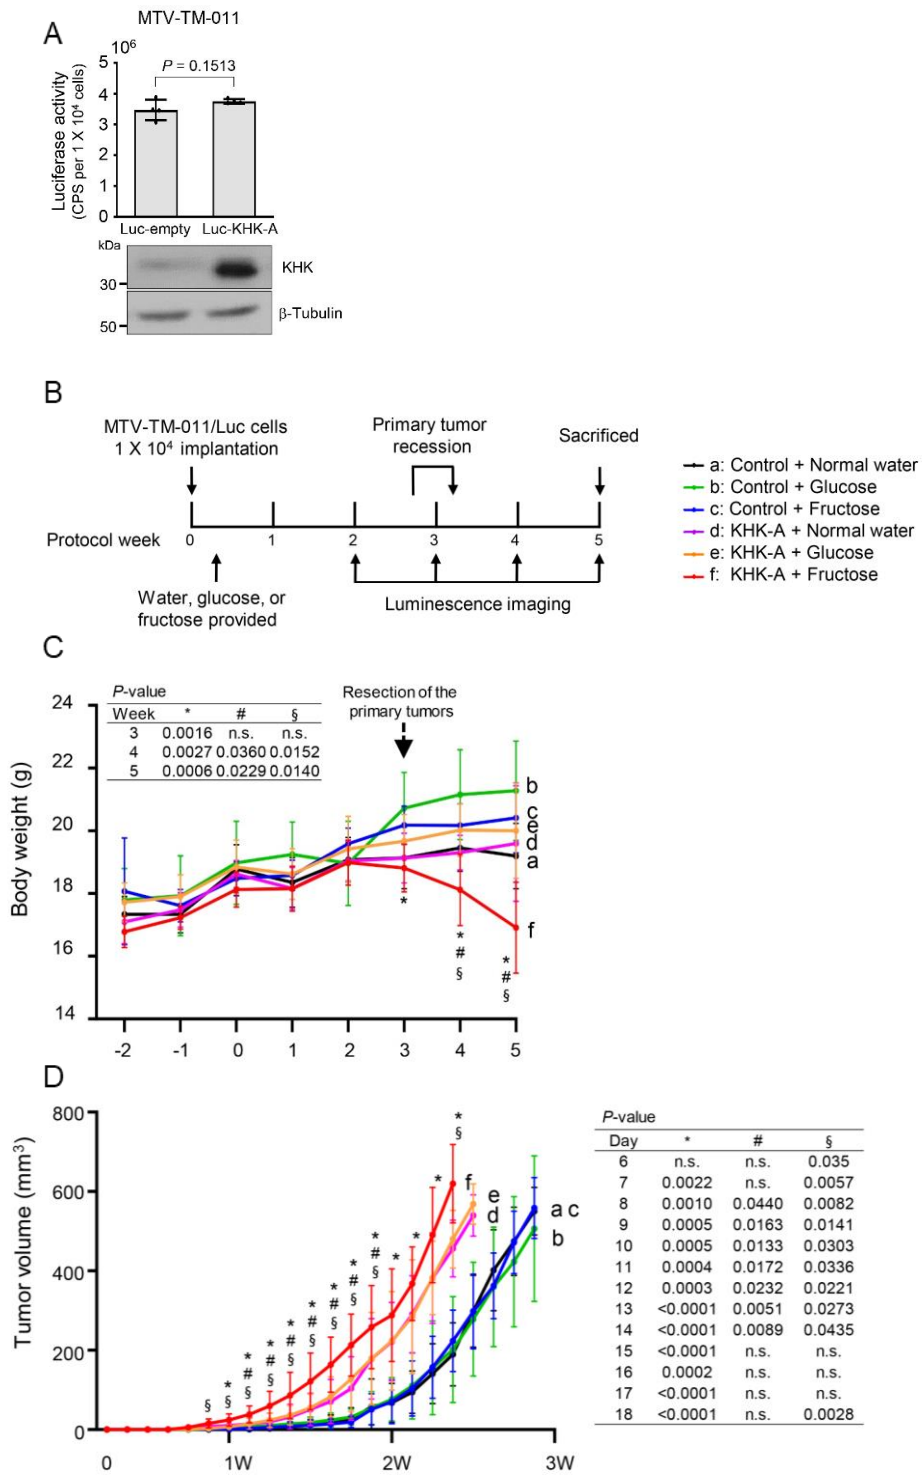 A
MTV-TM-011
10⁶
5
4
3
2
1
0
Luciferase activity
(CPS per 1 X 10⁴ cells)
P = 0.1513
Luc-empty
Luc-KHK-A
kDa
30
50
KHK
β-Tubulin
B
MTV-TM-011/Luc cells
1 X 10⁴ implantation
Primary tumor
recession
Sacrificed
Protocol week
0 1 2 3 4 5
Water, glucose, or
fructose provided
Luminescence imaging
a: Control + Normal water
b: Control + Glucose
c: Control + Fructose
d: KHK-A + Normal water
e: KHK-A + Glucose
f: KHK-A + Fructose
C
Body weight (g)
24
22
20
18
16
14
P-value
Week * # §
3 0.0016 n.s. n.s.
4 0.0027 0.0360 0.0152
5 0.0006 0.0229 0.0140
Resection of the
primary tumors
b
c
e
d
a
f
*
*
#
§
*
#
§
-2 -1 0 1 2 3 4 5
D
Tumor volume (mm³)
800
600
400
200
0
§
*
§
*
#
§
*
#
§
*
#
§
*
#
§
*
#
§
*
#
§
*
#
§
*
*
*
*
§
f
e
d
a c
b
0 1W 2W 3W
P-value
Day * # §
6 n.s. n.s. 0.035
7 0.0022 n.s. 0.0057
8 0.0010 0.0440 0.0082
9 0.0005 0.0163 0.0141
10 0.0005 0.0133 0.0303
11 0.0004 0.0172 0.0336
12 0.0003 0.0232 0.0221
13 <0.0001 0.0051 0.0273
14 <0.0001 0.0089 0.0435
15 <0.0001 n.s. n.s.
16 0.0002 n.s. n.s.
17 <0.0001 n.s. n.s.
18 <0.0001 n.s. 0.0028